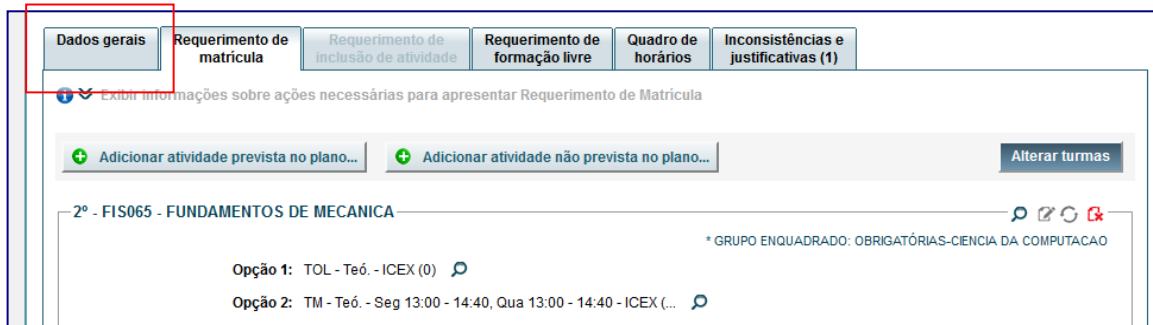 Dados gerais
Requerimento de
matrícula
Requerimento de
inclusão de atividade
Requerimento de
formação livre
Quadro de
horários
Inconsistências e
justificativas (1)
Exibir informações sobre ações necessárias para apresentar Requerimento de Matrícula
Adicionar atividade prevista no plano...
Adicionar atividade não prevista no plano...
Alterar turmas
2º - FIS065 - FUNDAMENTOS DE MECANICA
* GRUPO ENQUADRADO: OBRIGATÓRIAS-CIENCIA DA COMPUTACAO
Opção 1: TOL - Teó. - ICEX (0)
Opção 2: TM - Teó. - Seg 13:00 - 14:40, Qua 13:00 - 14:40 - ICEX (...